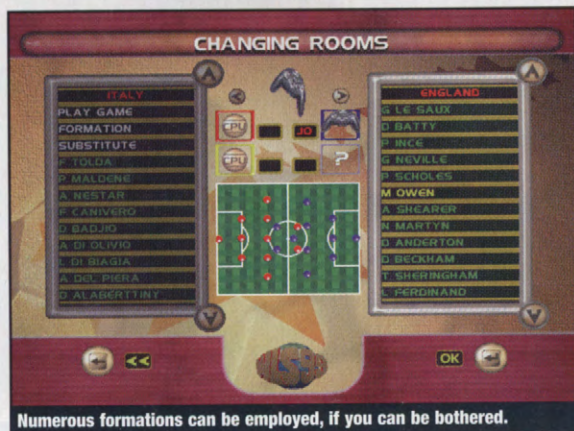 CHANGING ROOMS
ITALY
PLAY GAME
FORMATION
SUBSTITUTE
F TOLDA
P MALDENE
A NESTAR
F CANIVERO
D BADJIO
A DI OLIVIO
L DI BIAGIA
A DEL PIERA
D ALABERTTINY
CPU
JO
CPU
?
ENGLAND
G LE SAUX
D BATTY
P INCE
G NEVILLE
P SCHOLES
M OWEN
A SHEARER
N MARTYN
D ANDERTON
D BECKHAM
T SHERINGHAM
L FERDINAND
<<
OK
Numerous formations can be employed, if you can be bothered.